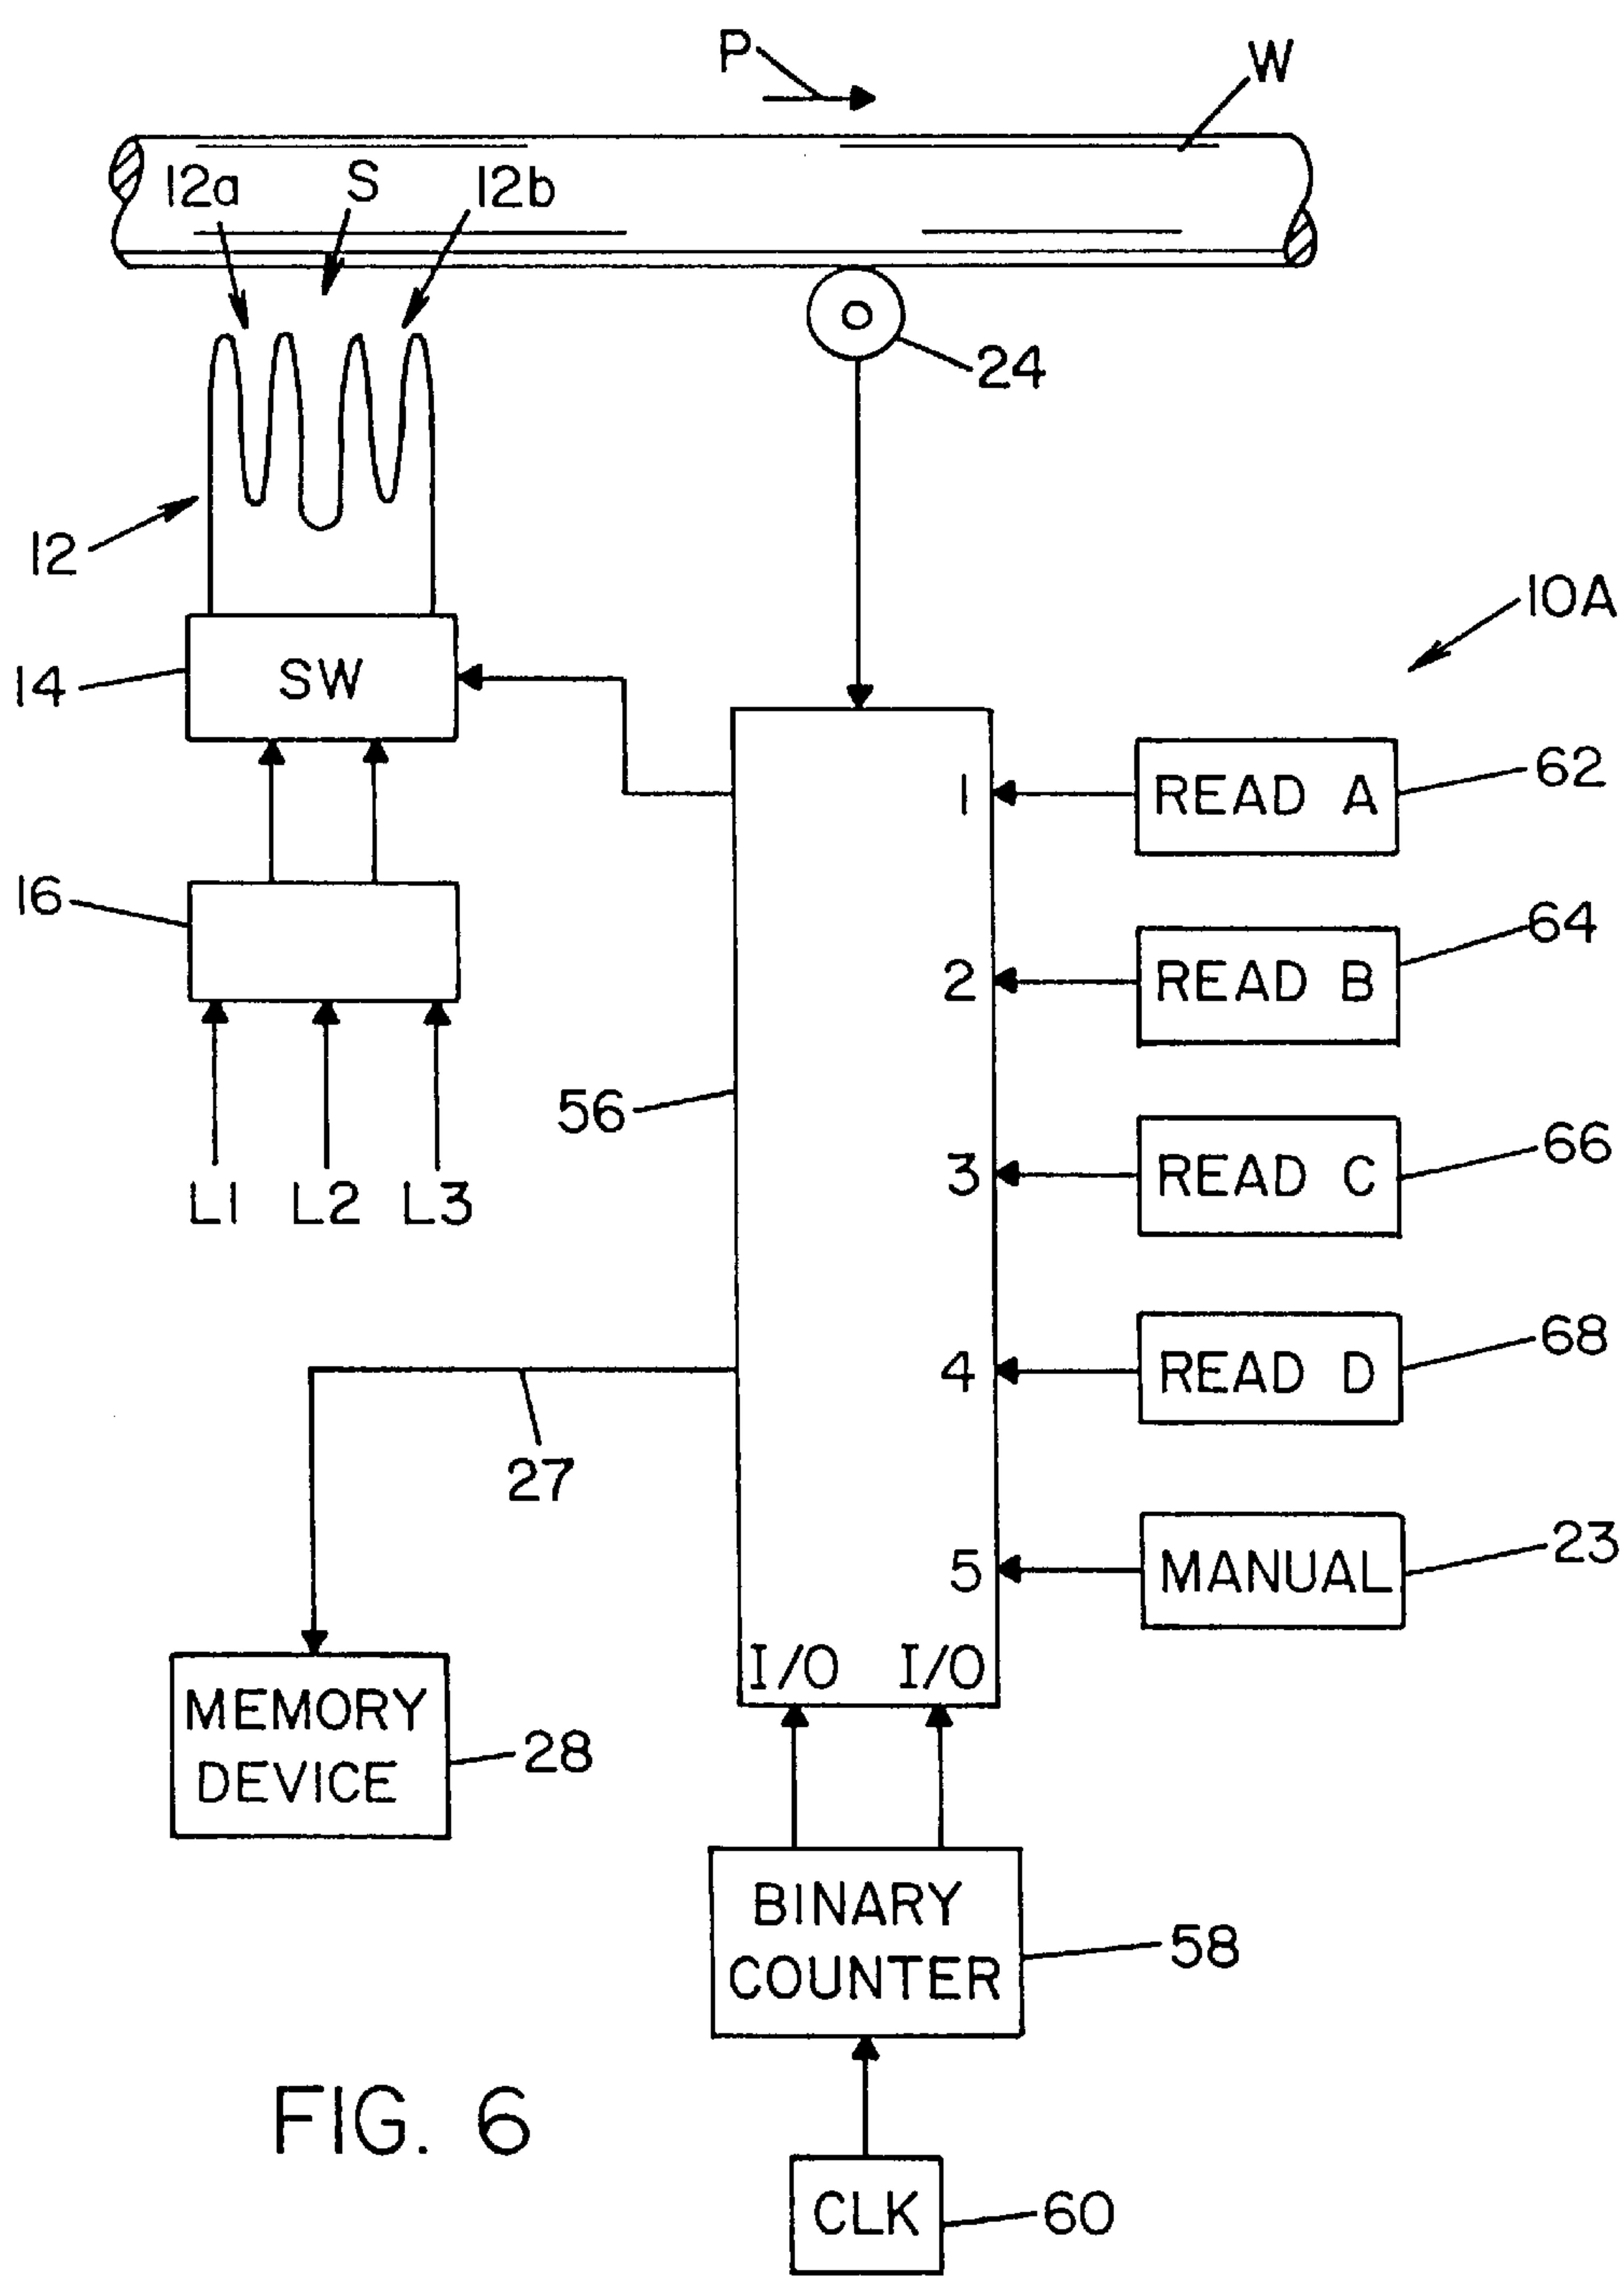 P
W
12a
S
12b
24
12
10A
14
SW
1
READ A
62
16
2
READ B
64
56
3
READ C
66
L1 L2 L3
4
READ D
68
27
5
MANUAL
23
I/O I/O
MEMORY
DEVICE
28
BINARY
COUNTER
58
FIG. 6
CLK
60